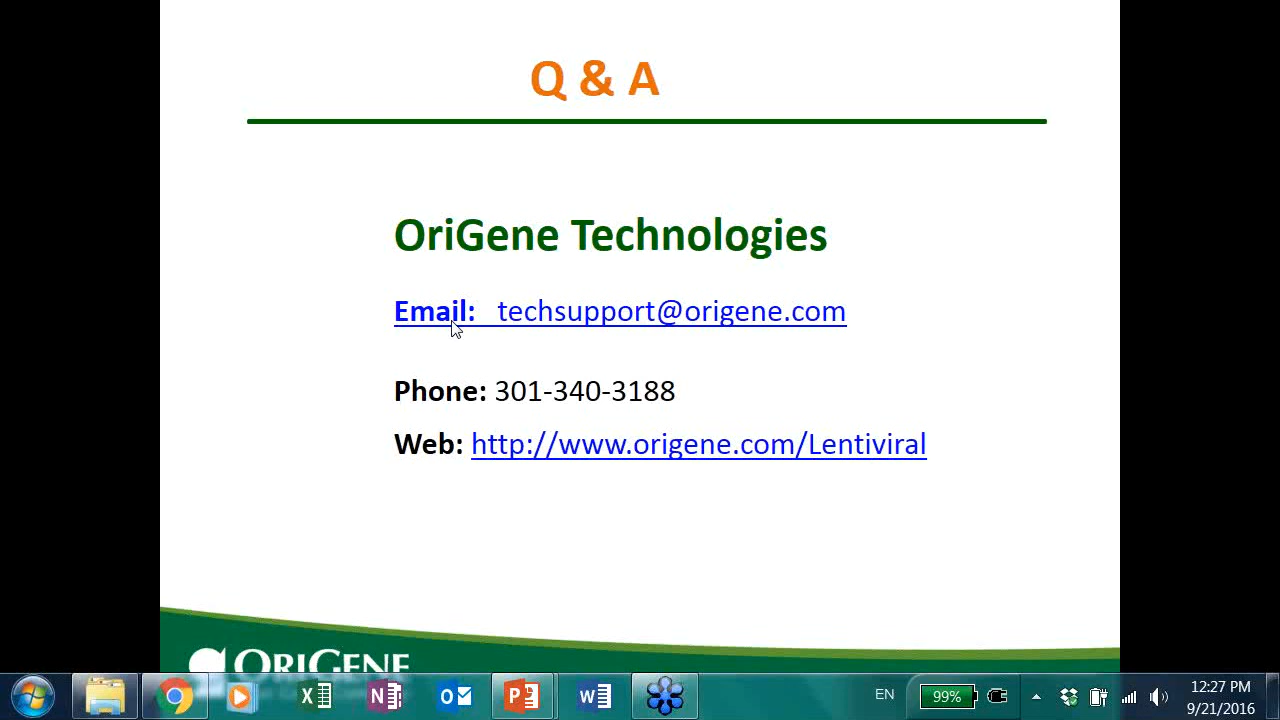 Q & A
OriGene Technologies
Email: techsupport@origene.com
Phone: 301-340-3188
Web: http://www.origene.com/Lentiviral
ORIGENE
EN
99%
12:27 PM
9/21/2016